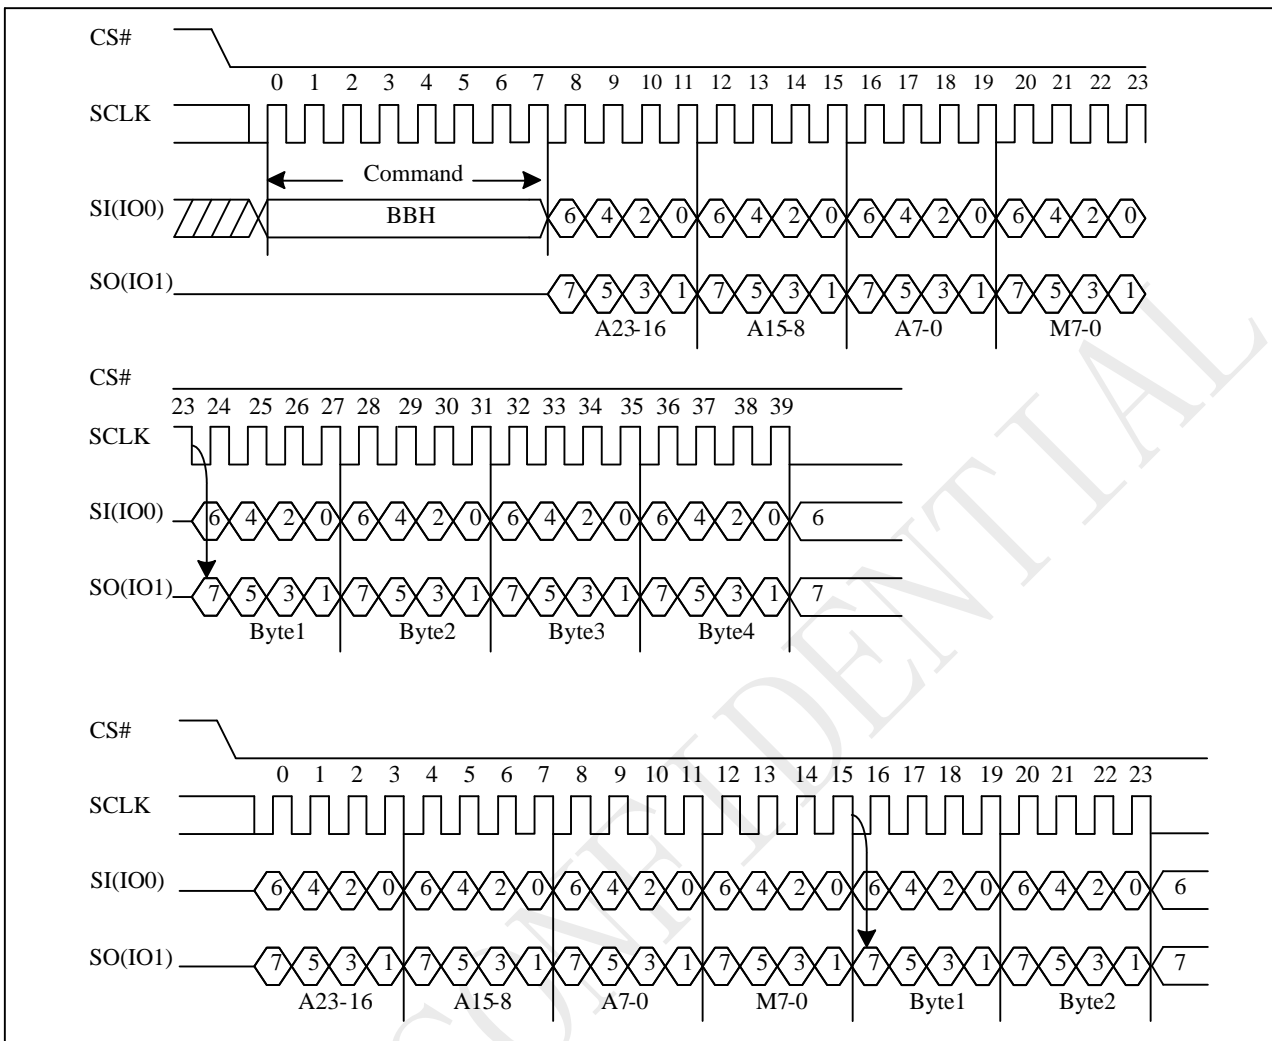 CS#
0 1 2 3 4 5 6 7 8 9 10 11 12 13 14 15 16 17 18 19 20 21 22 23
SCLK
Command
SI(IO0) BBH 6 4 2 0 6 4 2 0 6 4 2 0 6 4 2 0
SO(IO1) 7 5 3 1 7 5 3 1 7 5 3 1 7 5 3 1
A23-16 A15-8 A7-0 M7-0
CS#
23 24 25 26 27 28 29 30 31 32 33 34 35 36 37 38 39
SCLK
SI(IO0) 6 4 2 0 6 4 2 0 6 4 2 0 6 4 2 0 6
SO(IO1) 7 5 3 1 7 5 3 1 7 5 3 1 7 5 3 1 7
Byte1 Byte2 Byte3 Byte4
CS#
0 1 2 3 4 5 6 7 8 9 10 11 12 13 14 15 16 17 18 19 20 21 22 23
SCLK
SI(IO0) 6 4 2 0 6 4 2 0 6 4 2 0 6 4 2 0 6 4 2 0 6 4 2 0 6
SO(IO1) 7 5 3 1 7 5 3 1 7 5 3 1 7 5 3 1 7 5 3 1 7 5 3 1 7
A23-16 A15-8 A7-0 M7-0 Byte1 Byte2
CONFIDENTIAL